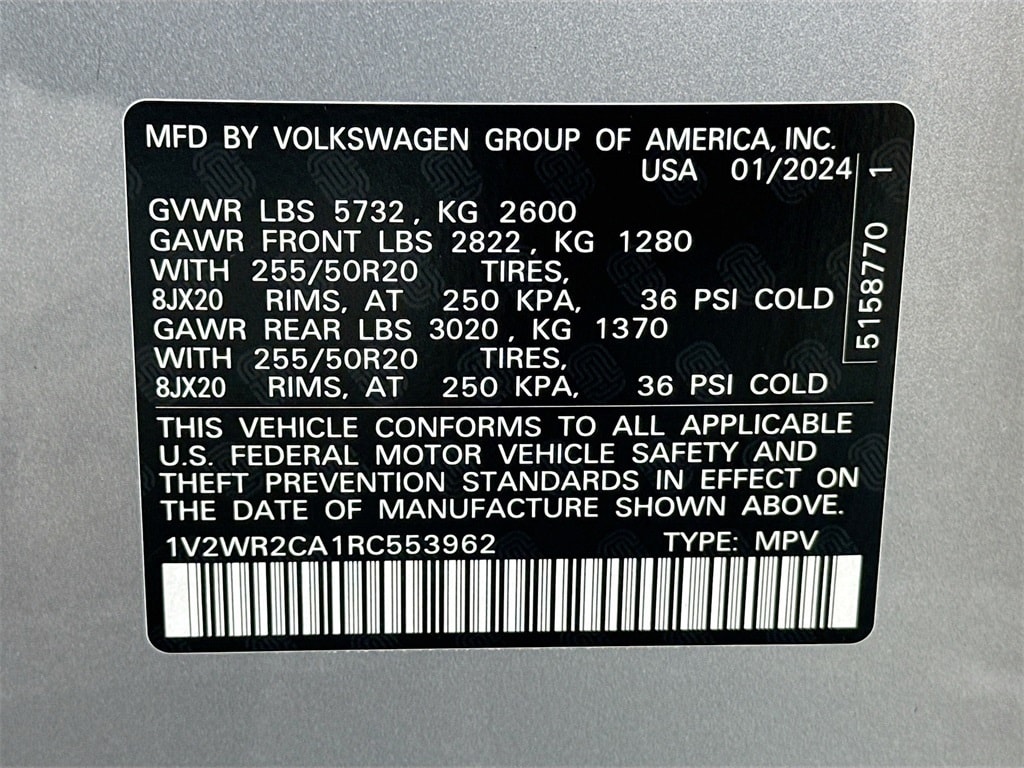 MFD BY VOLKSWAGEN GROUP OF AMERICA, INC.
USA 01/2024
GVWR LBS 5732, KG 2600
GAWR FRONT LBS 2822, KG 1280
WITH 255/50R20 TIRES,
8JX20 RIMS, AT 250 KPA, 36 PSI COLD
GAWR REAR LBS 3020, KG 1370
WITH 255/50R20 TIRES,
8JX20 RIMS, AT 250 KPA, 36 PSI COLD
5158770 1
THIS VEHICLE CONFORMS TO ALL APPLICABLE
U.S. FEDERAL MOTOR VEHICLE SAFETY AND
THEFT PREVENTION STANDARDS IN EFFECT ON
THE DATE OF MANUFACTURE SHOWN ABOVE.
1V2WR2CA1RC553962 TYPE: MPV